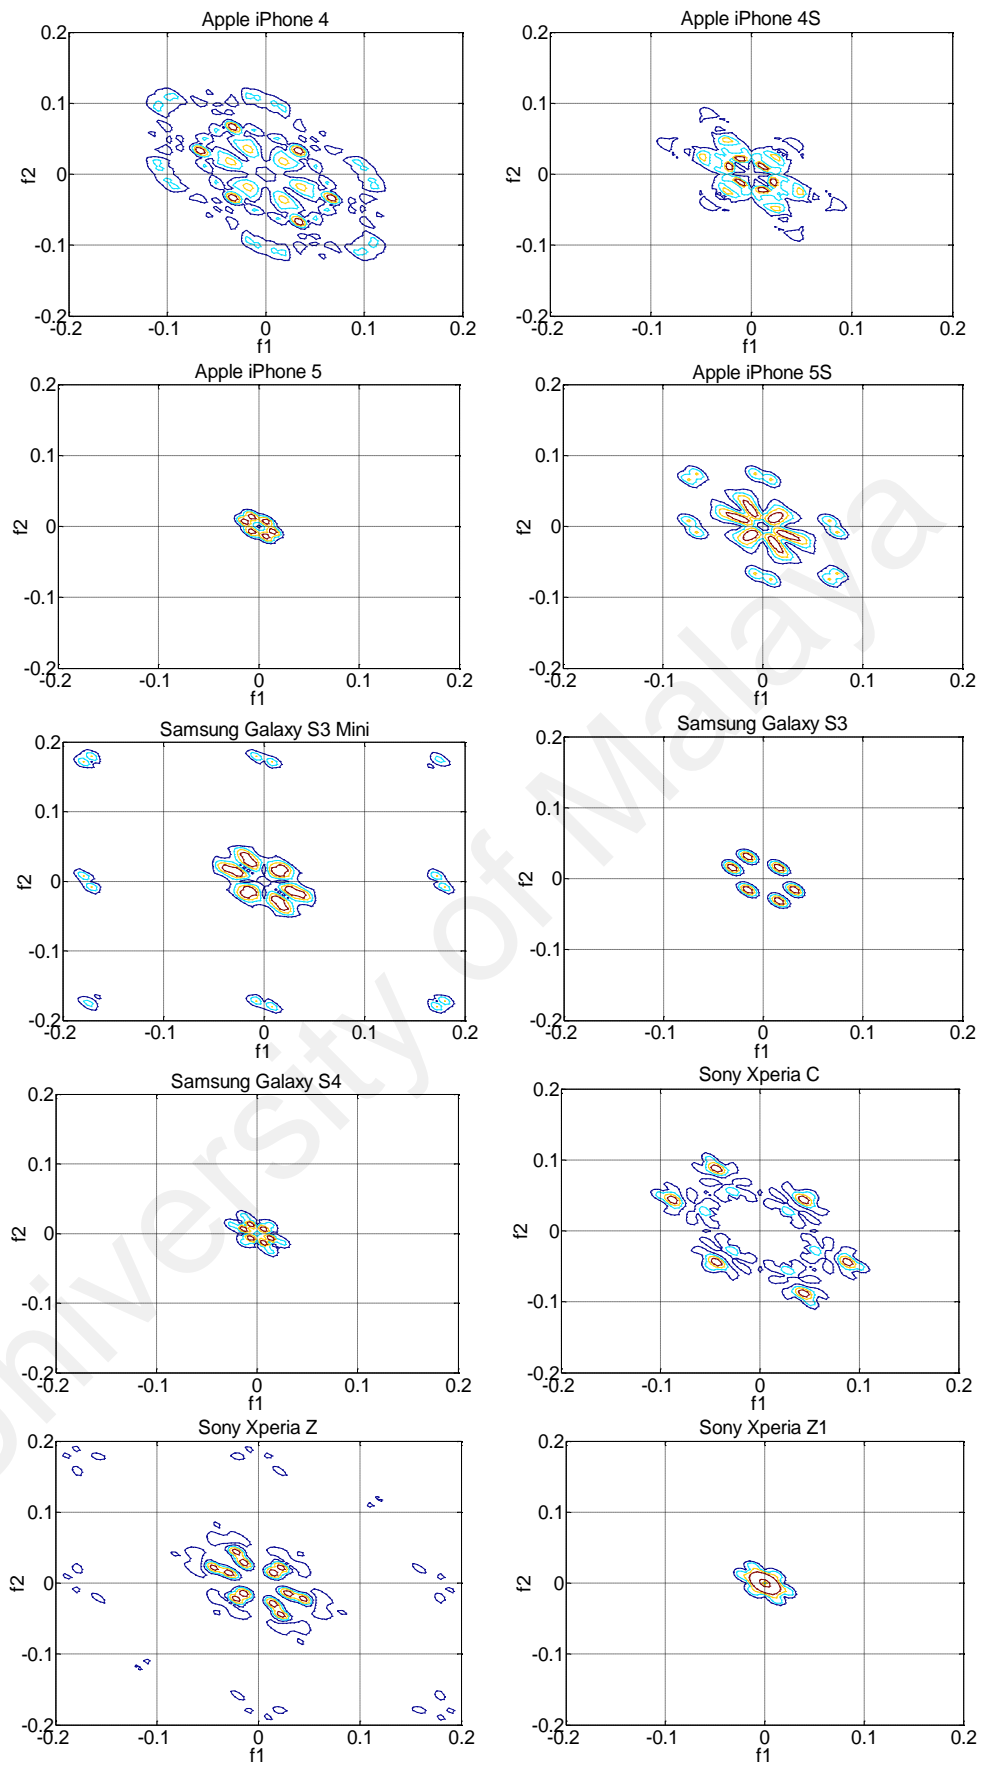 Apple iPhone 4
0.2
0.1
0
-0.1
-0.2
f2
-0.2 -0.1 0 0.1 0.2
f1
Apple iPhone 4S
0.2
0.1
0
-0.1
-0.2
f2
-0.2 -0.1 0 0.1 0.2
f1
Apple iPhone 5
0.2
0.1
0
-0.1
-0.2
f2
-0.2 -0.1 0 0.1 0.2
f1
Apple iPhone 5S
0.2
0.1
0
-0.1
-0.2
f2
-0.2 -0.1 0 0.1 0.2
f1
Samsung Galaxy S3 Mini
0.2
0.1
0
-0.1
-0.2
f2
-0.2 -0.1 0 0.1 0.2
f1
Samsung Galaxy S3
0.2
0.1
0
-0.1
-0.2
f2
-0.2 -0.1 0 0.1 0.2
f1
Samsung Galaxy S4
0.2
0.1
0
-0.1
-0.2
f2
-0.2 -0.1 0 0.1 0.2
f1
Sony Xperia C
0.2
0.1
0
-0.1
-0.2
f2
-0.2 -0.1 0 0.1 0.2
f1
Sony Xperia Z
0.2
0.1
0
-0.1
-0.2
f2
-0.2 -0.1 0 0.1 0.2
f1
Sony Xperia Z1
0.2
0.1
0
-0.1
-0.2
f2
-0.2 -0.1 0 0.1 0.2
f1
University of Malaya